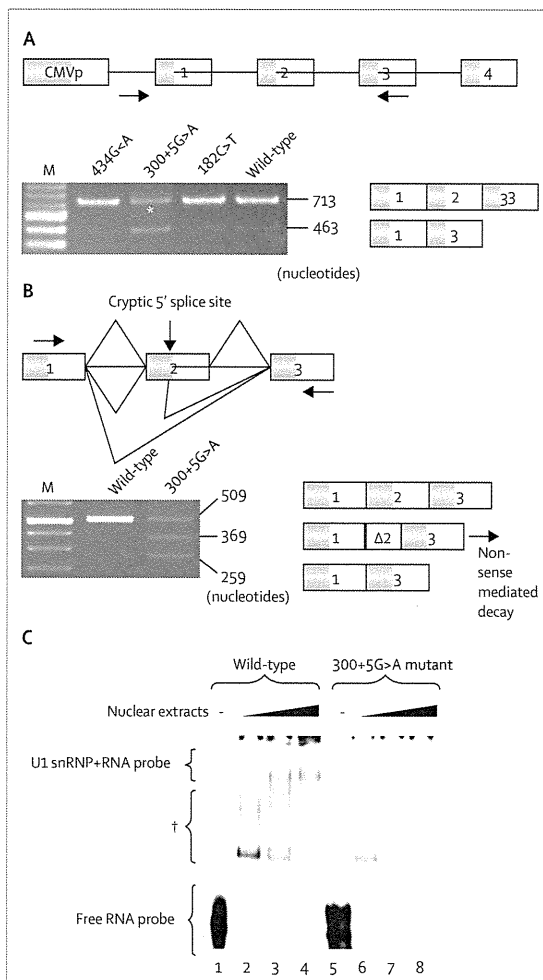 A
CMVp 1 2 3 4
M 434G<A 300+5G>A 182C>T Wild-type
*
713
463
1 2 33
1 3
(nucleotides)
B
Cryptic 5' splice site
1 2 3
M Wild-type 300+5G>A
509
369
259
(nucleotides)
1 2 3
1 Δ2 3
Non-
sense
mediated
decay
1 3
C
Wild-type 300+5G>A mutant
Nuclear extracts - -
U1 snRNP+RNA probe
†
Free RNA probe
1 2 3 4 5 6 7 8